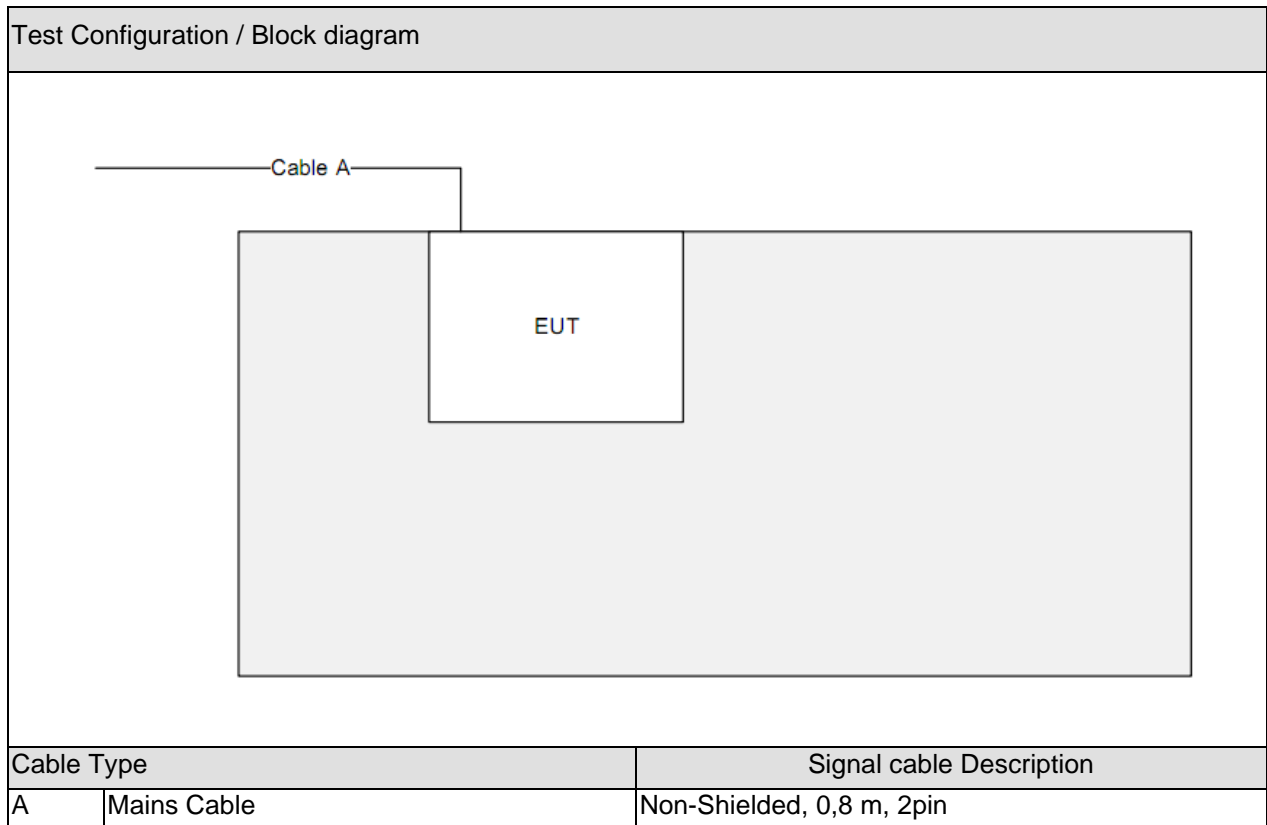 Test Configuration / Block diagram
Cable A
EUT
Cable Type Signal cable Description
A Mains Cable Non-Shielded, 0,8 m, 2pin